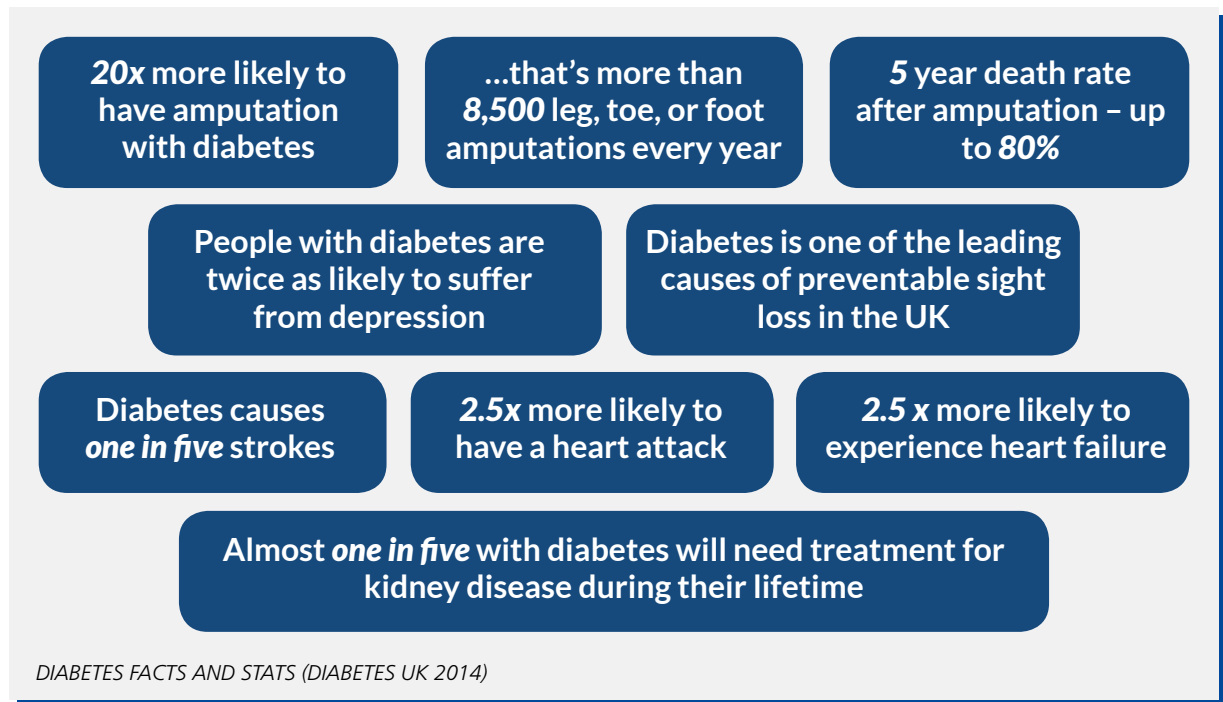 20x more likely to
have amputation
with diabetes
...that's more than
8,500 leg, toe, or foot
amputations every year
5 year death rate
after amputation – up
to 80%
People with diabetes are
twice as likely to suffer
from depression
Diabetes is one of the leading
causes of preventable sight
loss in the UK
Diabetes causes
one in five strokes
2.5x more likely to
have a heart attack
2.5 x more likely to
experience heart failure
Almost one in five with diabetes will need treatment for
kidney disease during their lifetime
DIABETES FACTS AND STATS (DIABETES UK 2014)